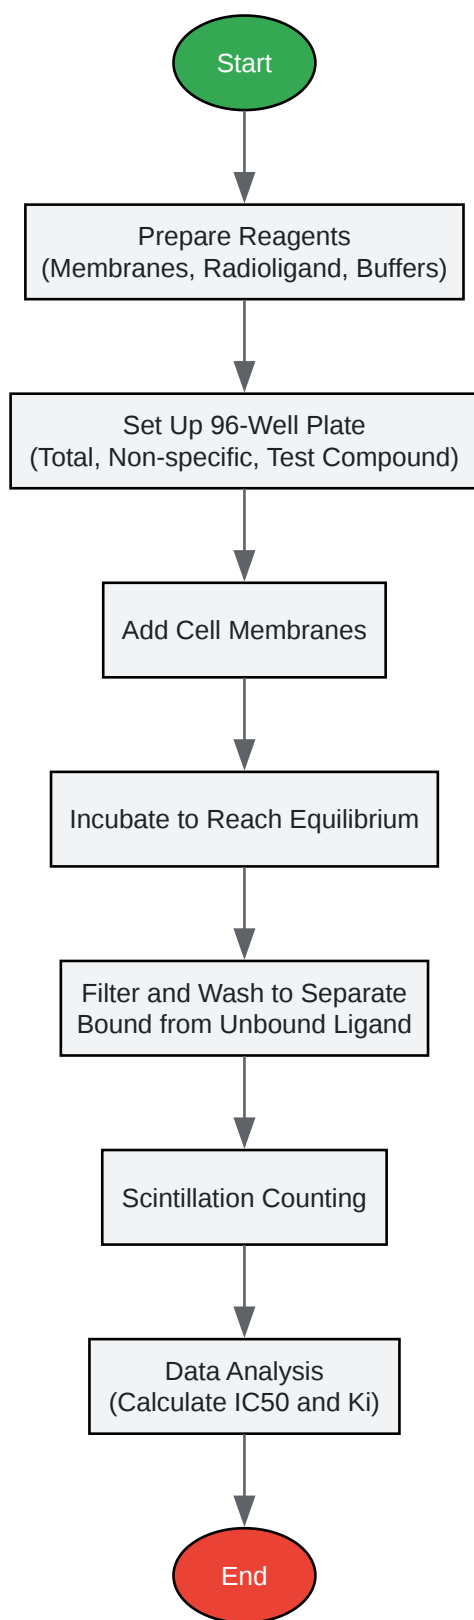 Start
Prepare Reagents
(Membranes, Radioligand, Buffers)
Set Up 96-Well Plate
(Total, Non-specific, Test Compound)
Add Cell Membranes
Incubate to Reach Equilibrium
Filter and Wash to Separate
Bound from Unbound Ligand
Scintillation Counting
Data Analysis
(Calculate IC50 and Ki)
End